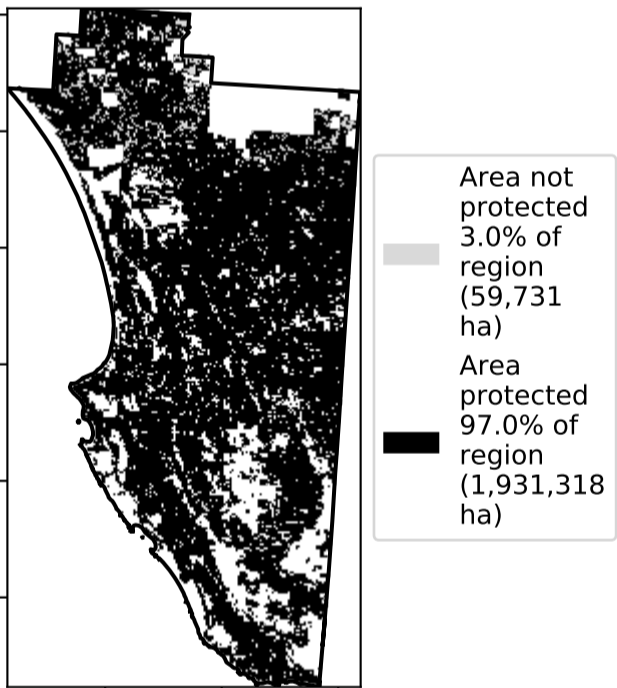 Area not
protected
3.0% of
region
(59,731
ha)
Area
protected
97.0% of
region
(1,931,318
ha)